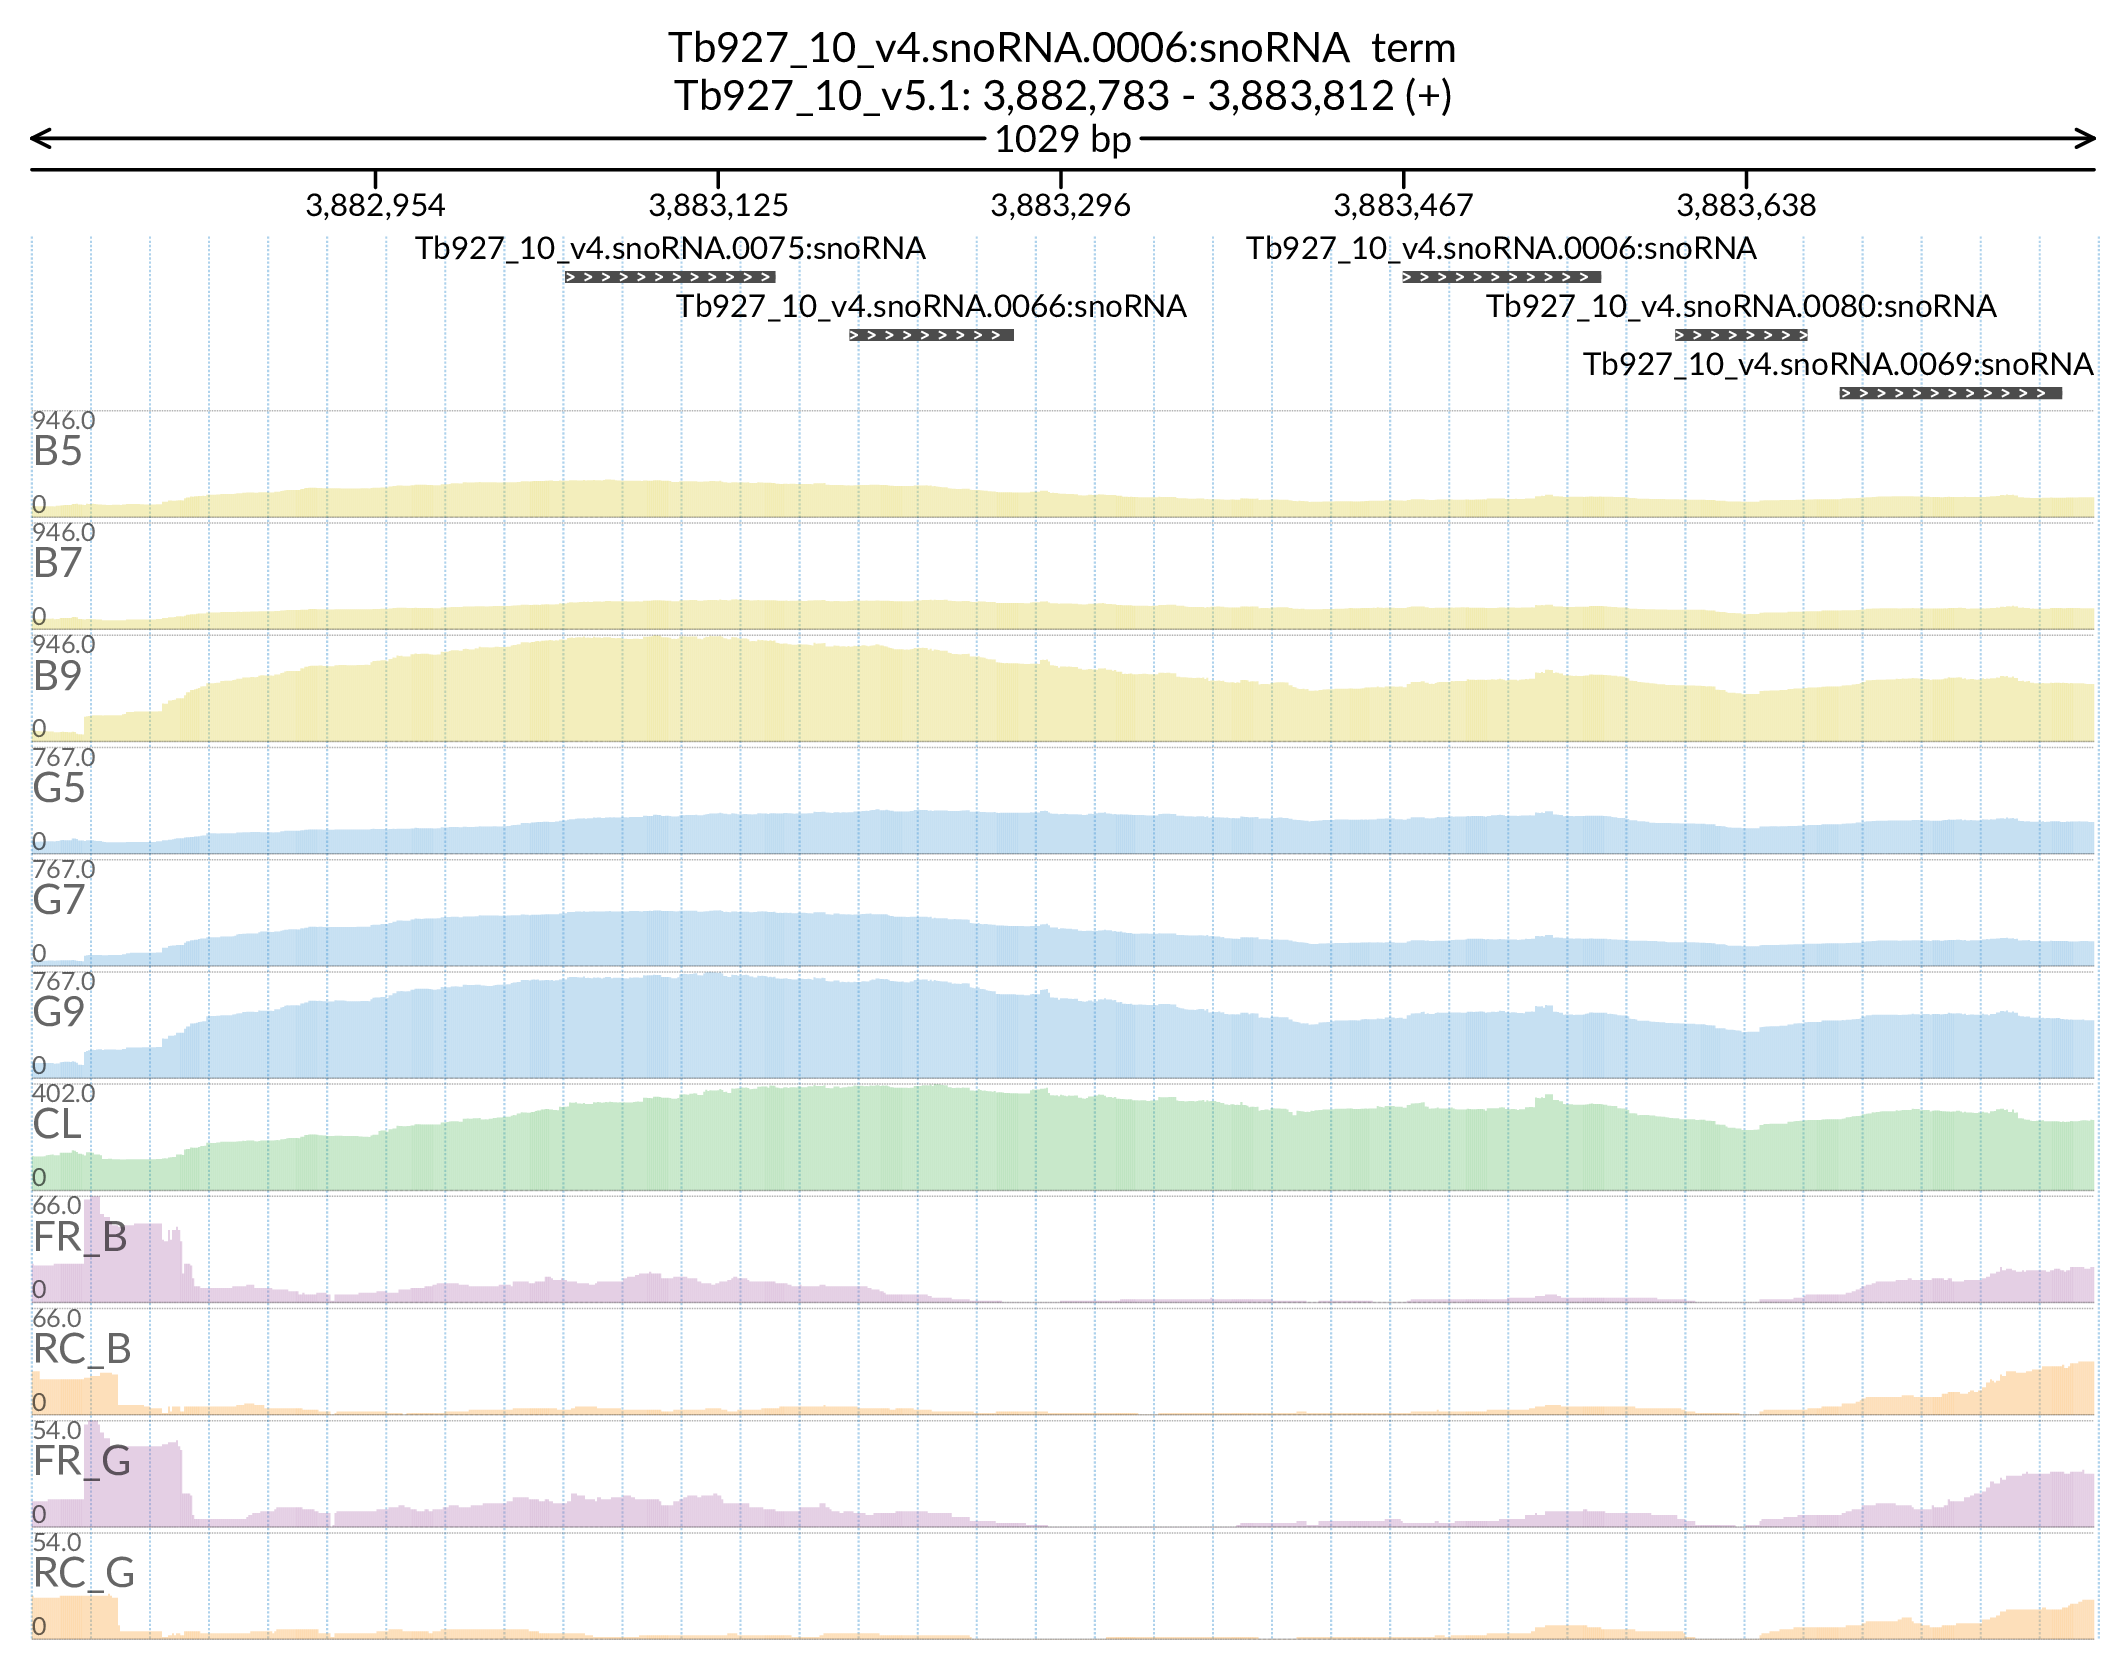 Tb927_10_v4.snoRNA.0006:snoRNA  term
Tb927_10_v5.1: 3,882,783 - 3,883,812 (+)
1029 bp
3,882,954 3,883,125 3,883,296 3,883,467 3,883,638
Tb927_10_v4.snoRNA.0075:snoRNA Tb927_10_v4.snoRNA.0006:snoRNA
Tb927_10_v4.snoRNA.0066:snoRNA Tb927_10_v4.snoRNA.0080:snoRNA
Tb927_10_v4.snoRNA.0069:snoRNA
946.0
B5
0
946.0
B7
0
946.0
B9
0
767.0
G5
0
767.0
G7
0
767.0
G9
0
402.0
CL
0
66.0
FR_B
0
66.0
RC_B
0
54.0
FR_G
0
54.0
RC_G
0